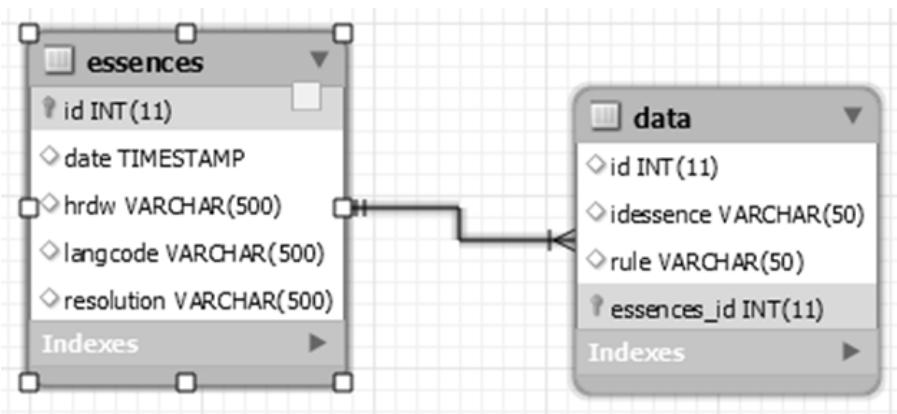 essences
id INT(11)
date TIMESTAMP
hrdw VARCHAR(500)
langcode VARCHAR(500)
resolution VARCHAR(500)
Indexes
data
id INT(11)
idessence VARCHAR(50)
rule VARCHAR(50)
essences_id INT(11)
Indexes